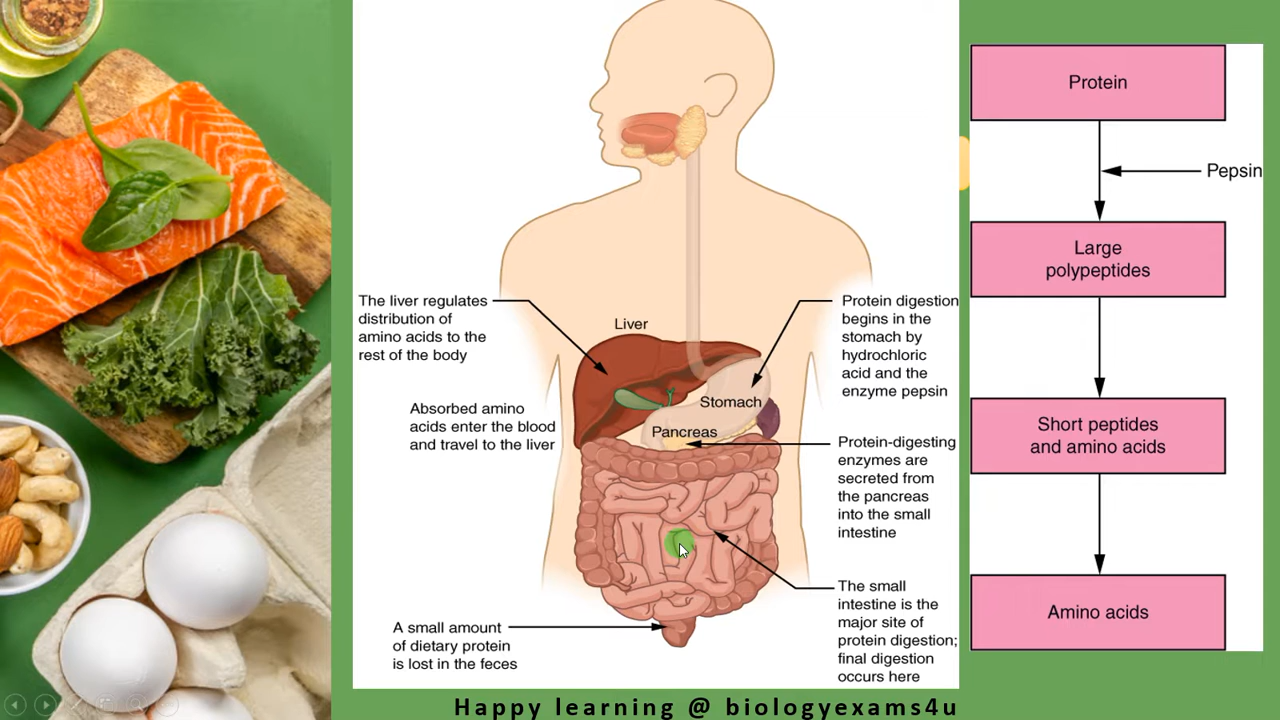 The liver regulates
distribution of
amino acids to the
rest of the body
Liver
Absorbed amino
acids enter the blood
and travel to the liver
Stomach
Pancreas
A small amount
of dietary protein
is lost in the feces
Protein digestion
begins in the
stomach by
hydrochloric
acid and the
enzyme pepsin
Protein-digesting
enzymes are
secreted from
the pancreas
into the small
intestine
The small
intestine is the
major site of
protein digestion;
final digestion
occurs here
Protein
Pepsin
Large
polypeptides
Short peptides
and amino acids
Amino acids
Happy learning @ biologyexams4u